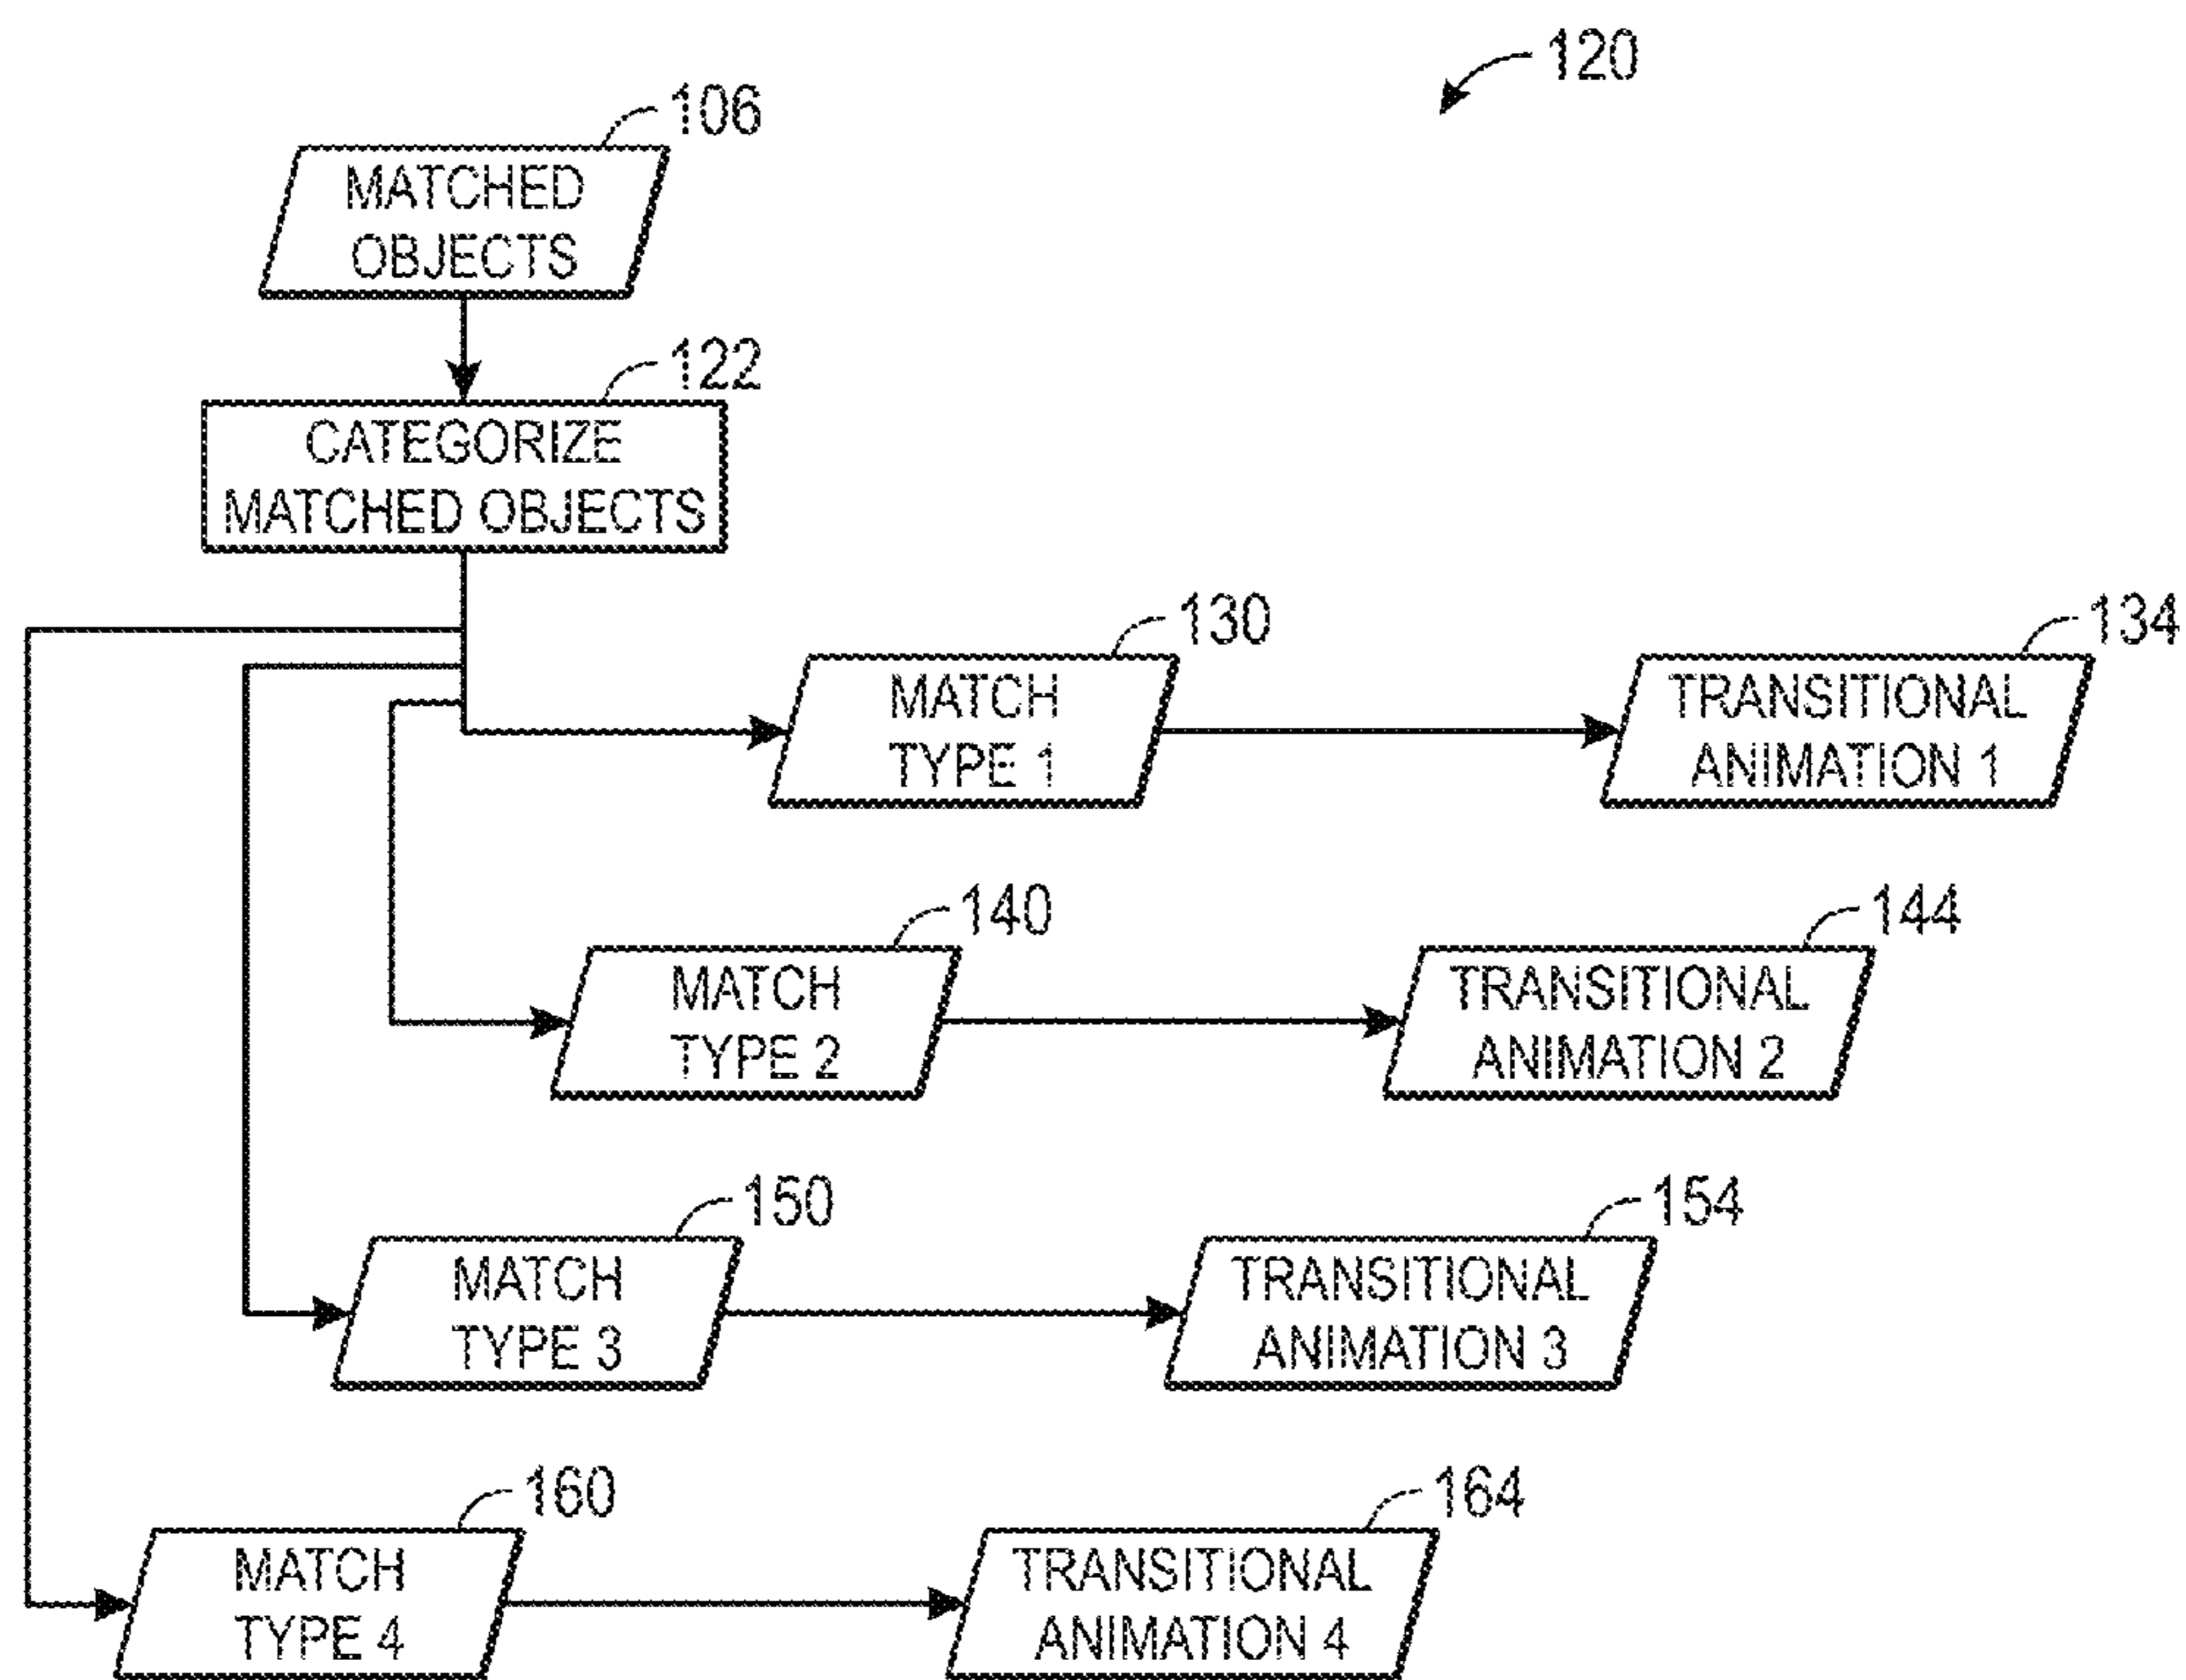 120
106
MATCHED
OBJECTS
122
CATEGORIZE
MATCHED OBJECTS
130
MATCH
TYPE 1
134
TRANSITIONAL
ANIMATION 1
140
MATCH
TYPE 2
144
TRANSITIONAL
ANIMATION 2
150
MATCH
TYPE 3
154
TRANSITIONAL
ANIMATION 3
160
MATCH
TYPE 4
164
TRANSITIONAL
ANIMATION 4